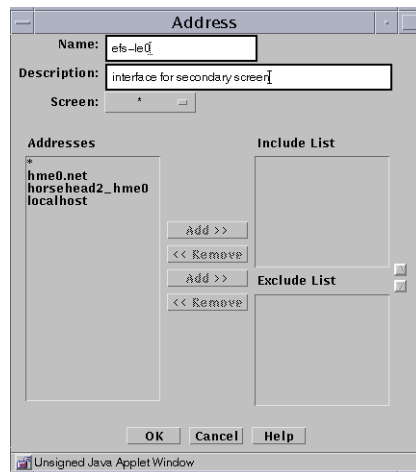 Address
Name: efs-le0
Description: interface for secondary screen
Screen: *
Addresses
*
hme0.net
horsehead2_hme0
localhost
Include List
Add >>
<< Remove
Add >>
<< Remove
Exclude List
OK Cancel Help
Unsigned Java Applet Window